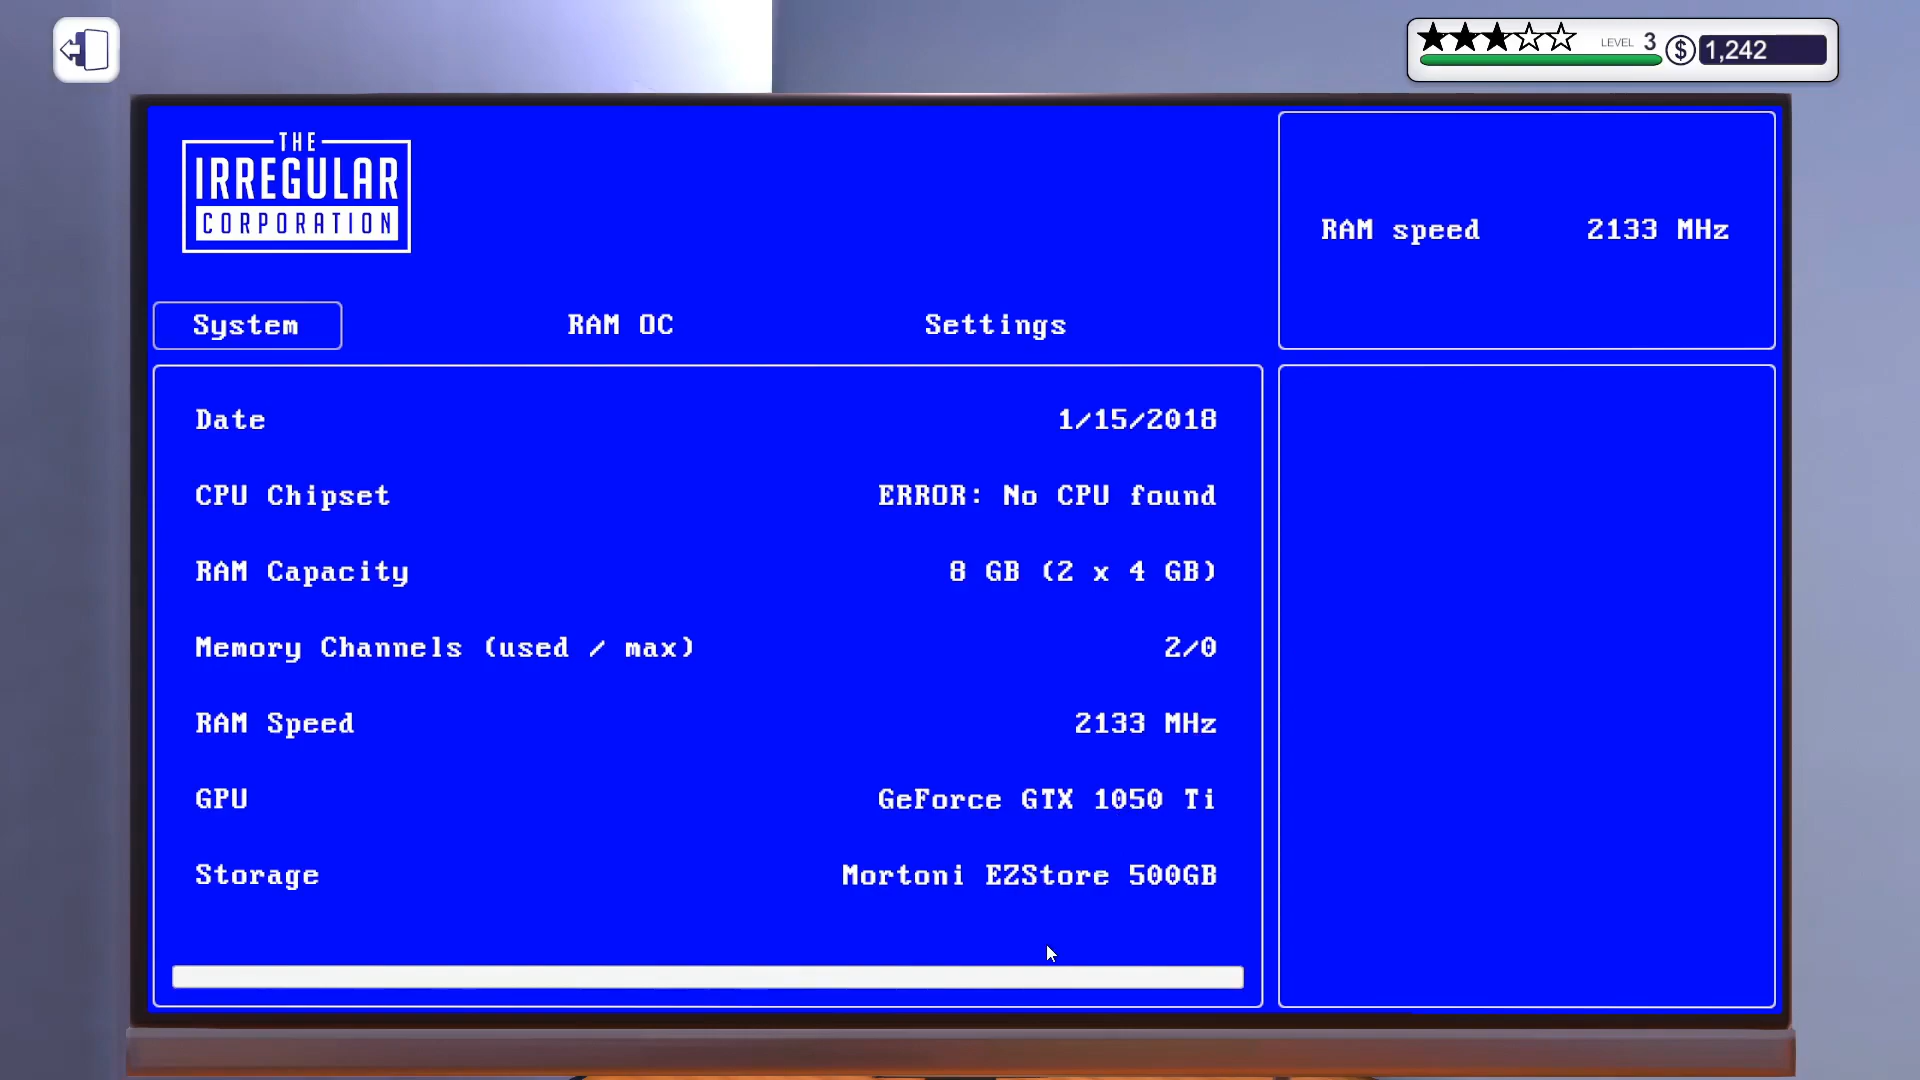 LEVEL 3 $ 1,242
THE
IRREGULAR
CORPORATION
RAM speed 2133 MHz
System RAM OC Settings
Date 1/15/2018
CPU Chipset ERROR: No CPU found
RAM Capacity 8 GB (2 x 4 GB)
Memory Channels (used / max) 2/0
RAM Speed 2133 MHz
GPU GeForce GTX 1050 Ti
Storage Mortoni EZStore 500GB